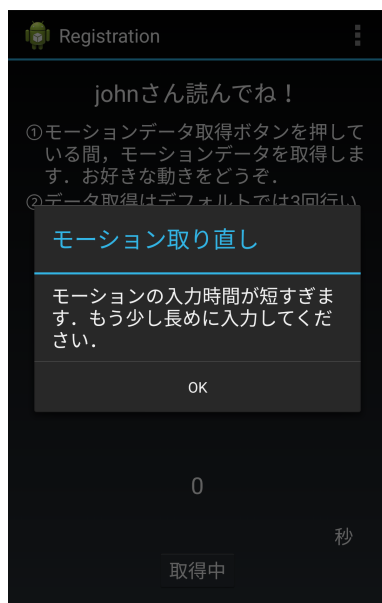 Registration
johnさん読んでね！
①モーションデータ取得ボタンを押して
いる間，モーションデータを取得しま
す．お好きな動きをどうぞ．
②データ取得はデフォルトでは3回行い
モーション取り直し
モーションの入力時間が短すぎま
す．もう少し長めに入力してくだ
さい．
OK
0
秒
取得中